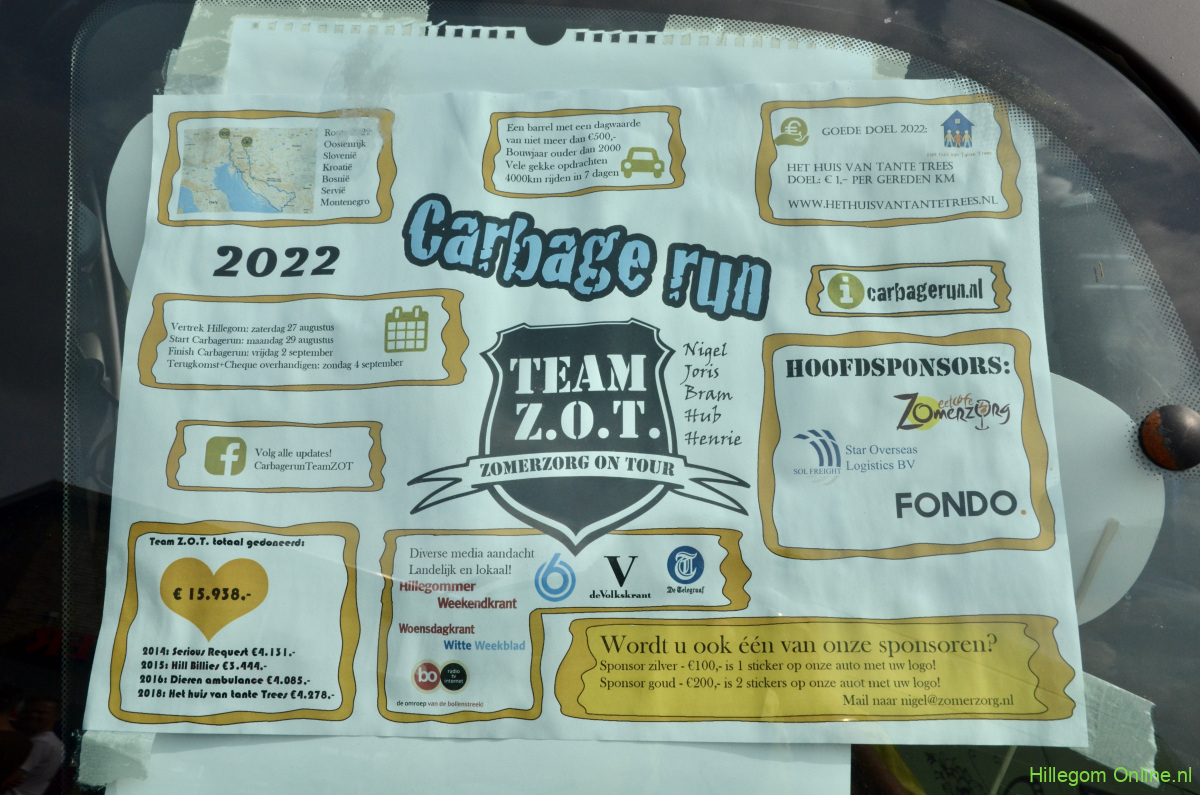 Oostenrijk
Slovenië
Kroatië
Bosnië
Servië
Montenegro
Een barrel met een dagwaarde
van niet meer dan €500,-
Bouwjaar ouder dan 2000
Vele gekke opdrachten
4000km rijden in 7 dagen
GOEDE DOEL 2022:
HET HUIS VAN TANTE TREES
DOEL: € 1,- PER GEREDEN KM
WWW.HETHUISVANTANTETREES.NL
2022
Carbage run
i carbagerun.nl
Vertrek Hillegom: zaterdag 27 augustus
Start Carbagerun: maandag 29 augustus
Finish Carbagerun: vrijdag 2 september
Terugkomst+Cheque overhandigen: zondag 4 september
TEAM
Z.O.T.
ZOMERZORG ON TOUR
Nigel
Joris
Bram
Hub
Henrie
HOOFDSPONSORS:
eetcafe
Zomerzorg
SOL FREIGHT
Star Overseas
Logistics BV
FONDO.
f
Volg alle updates!
CarbagerunTeamZOT
Team Z.O.T. totaal gedoneerd:
€ 15.938,-
2014: Serious Request €4.131,-
2015: Hill Billies €3.444,-
2016: Dieren ambulance €4.085,-
2018: Het huis van tante Trees €4.278,-
Diverse media aandacht
Landelijk en lokaal!
Hillegommer
Weekendkrant
Woensdagkrant
Witte Weekblad
bo radio tv internet
de omroep van de bollenstreek!
6
V
deVolkskrant
T
De Telegraaf
Wordt u ook één van onze sponsoren?
Sponsor zilver - €100,- is 1 sticker op onze auto met uw logo!
Sponsor goud - €200,- is 2 stickers op onze auot met uw logo!
Mail naar nigel@zomerzorg.nl
Hillegom Online.nl